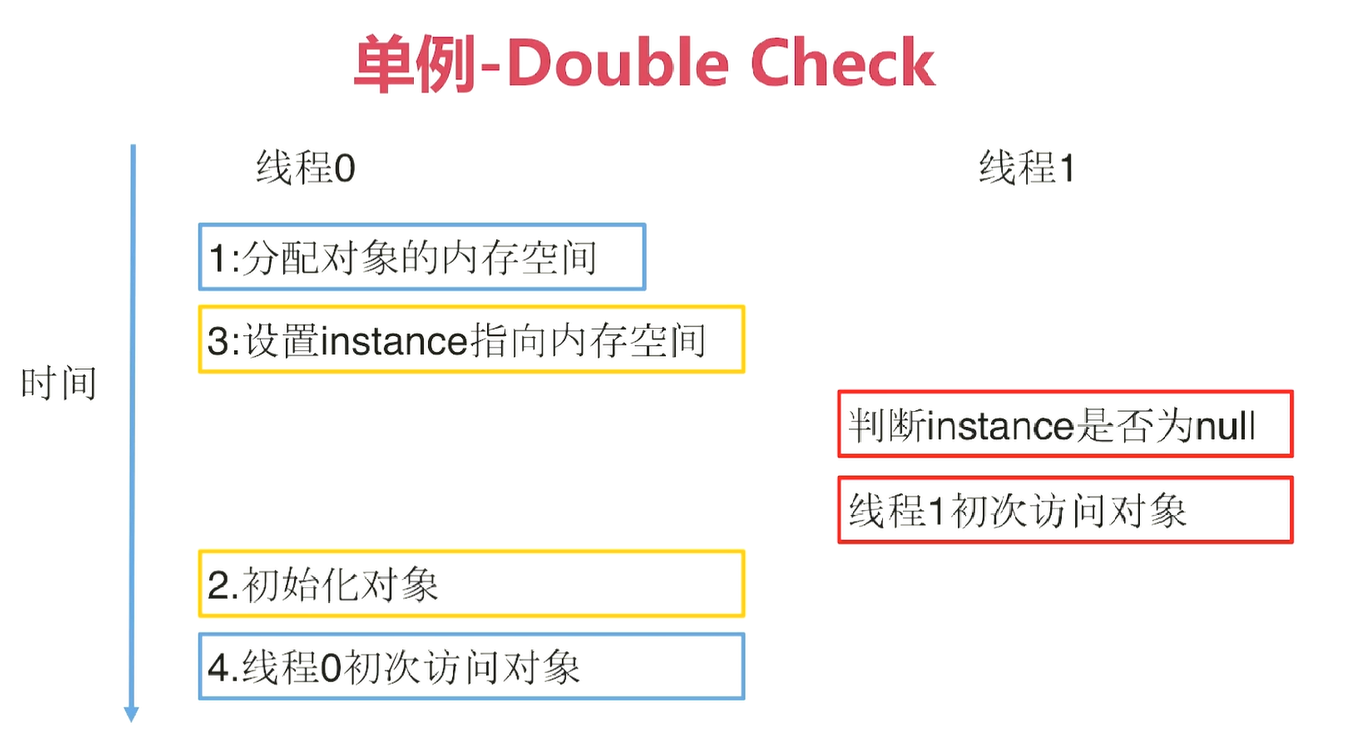 单例-Double Check
线程0
线程1
1:分配对象的内存空间
3:设置instance指向内存空间
时间
判断instance是否为null
线程1初次访问对象
2.初始化对象
4.线程0初次访问对象